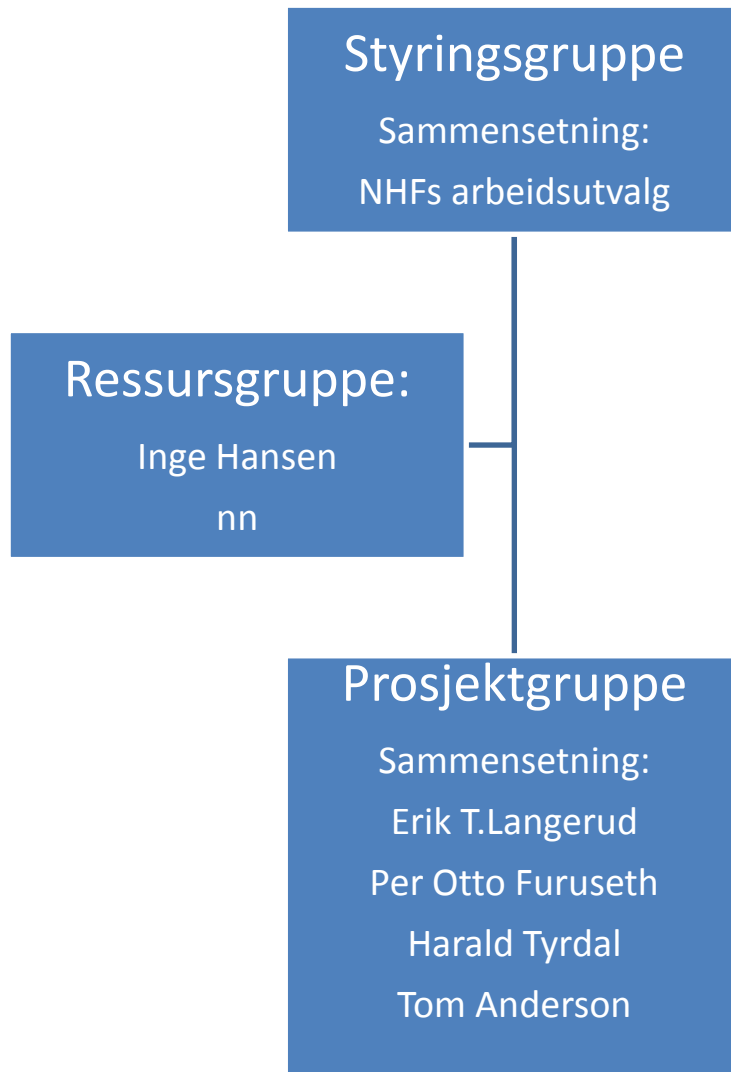 Styringsgruppe
Sammensetning:
NHFs arbeidsutvalg
Ressursgruppe:
Inge Hansen
nn
Prosjektgruppe
Sammensetning:
Erik T.Langerud
Per Otto Furuseth
Harald Tyrdal
Tom Anderson